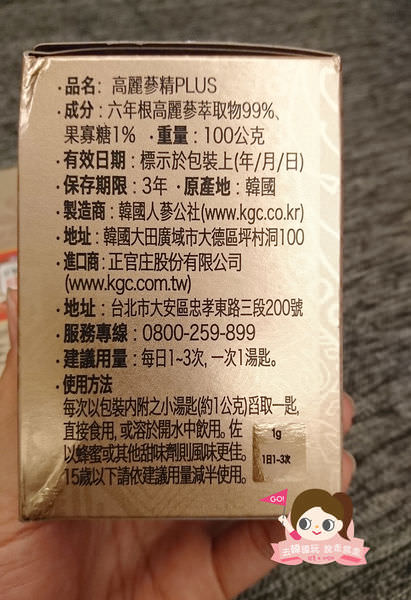 ·品名: 高麗蔘精PLUS
·成分:六年根高麗蔘萃取物99%、
果寡糖1% ·重量:100公克
·有效日期:標示於包裝上(年/月/日)
·保存期限:3年 ·原產地:韓國
·製造商:韓國人蔘公社(www.kgc.co.kr)
·地址:韓國大田廣域市大德區坪村洞100
·進口商:正官庄股份有限公司
(www.kgc.com.tw)
·地址:台北市大安區忠孝東路三段200號
·服務專線:0800-259-899
·建議用量:每日1~3次, 一次1湯匙。
·使用方法
每次以包裝內附之小湯匙(約1公克)舀取一匙,
直接食用, 或溶於開水中飲用。佐
以蜂蜜或其他甜味劑則風味更佳。
15歲以下請依建議用量減半使用。
1g
1日1~3次
GO!
去韓國玩